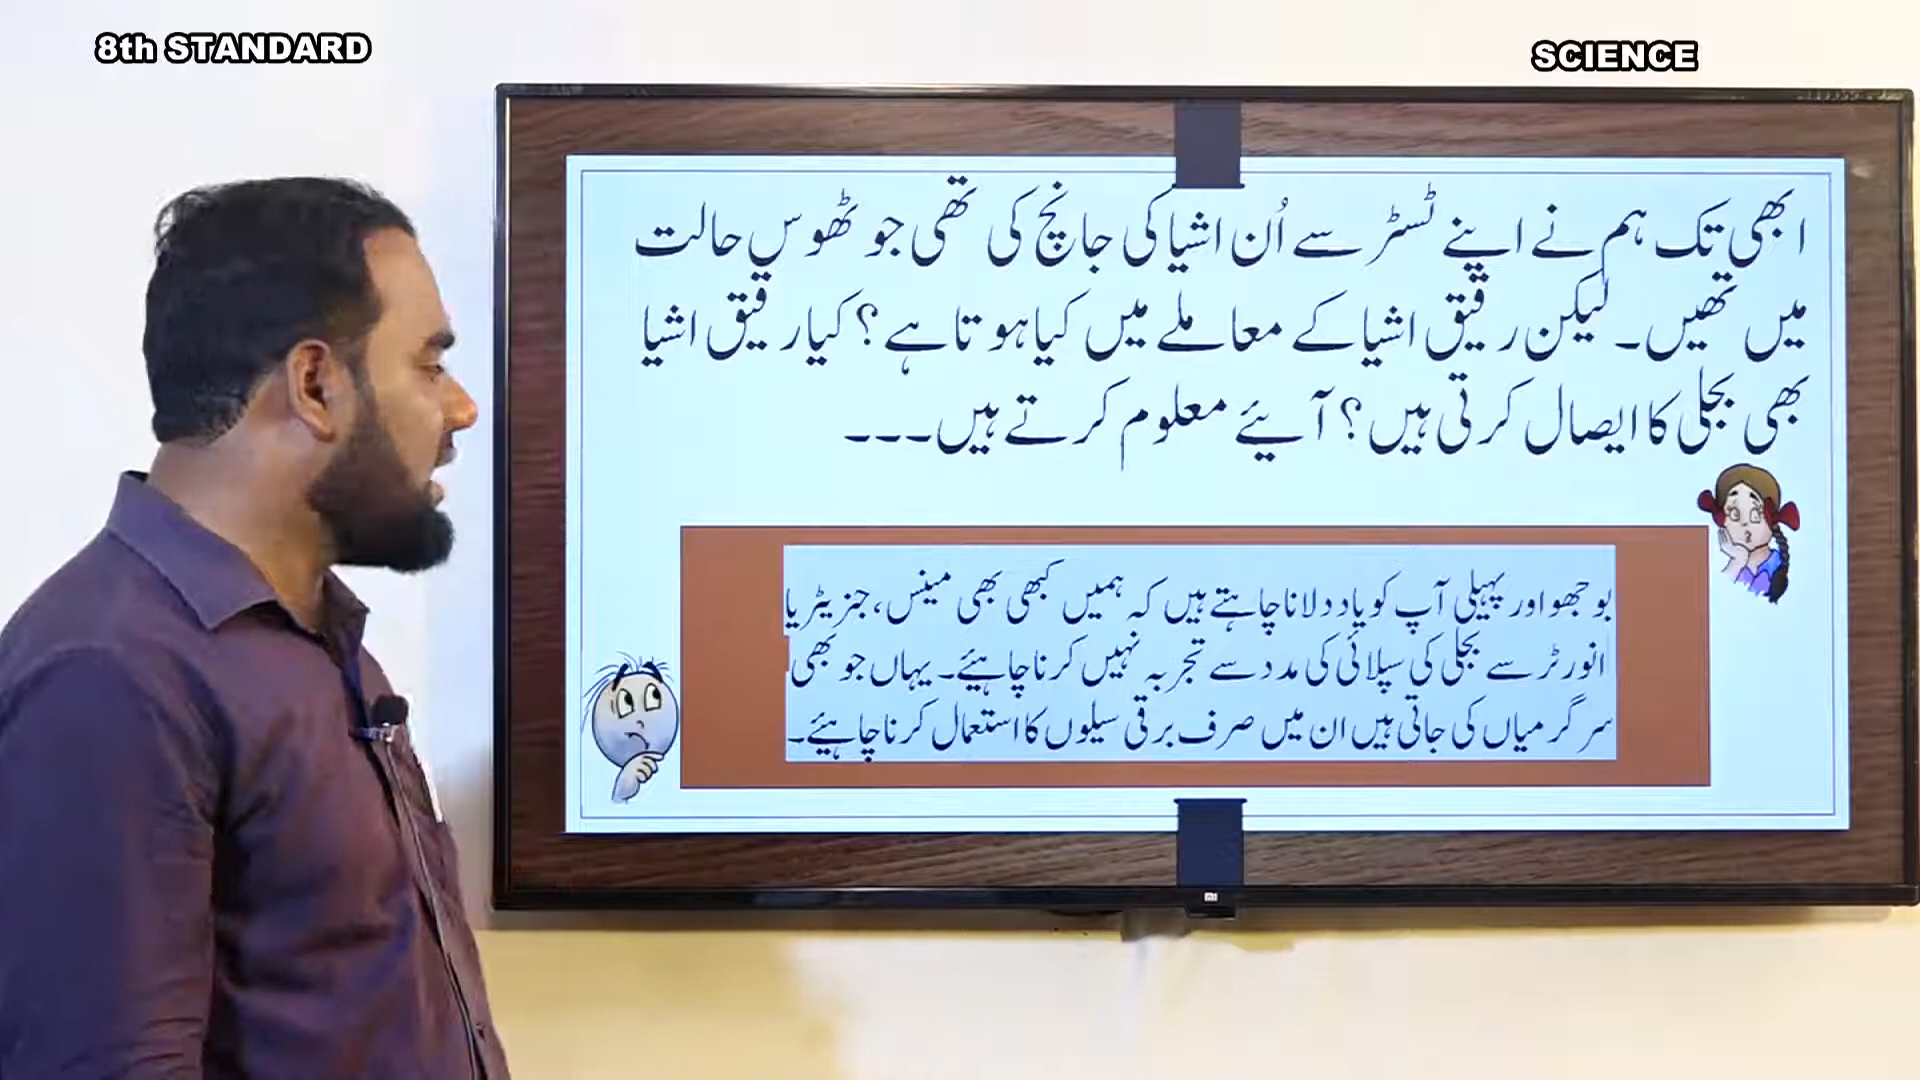 8th STANDARD
SCIENCE
ابھی تک ہم نے اپنے ٹسٹر سے اُن اشیا کی جانچ کی تھی جو ٹھوس حالت
میں تھیں۔ لیکن رقیق اشیا کے معاملے میں کیا ہوتا ہے؟ کیا رقیق اشیا
بھی بجلی کا ایصال کرتی ہیں؟ آیئے معلوم کرتے ہیں۔۔۔
بوجھو اور پہیلی آپ کو یاد دلانا چاہتے ہیں کہ ہمیں کبھی بھی مینس، جنریٹر یا
انورٹر سے بجلی کی سپلائی کی مدد سے تجربہ نہیں کرنا چاہیئے۔ یہاں جو بھی
سرگرمیاں کی جاتی ہیں ان میں صرف برقی سیلوں کا استعمال کرنا چاہیئے۔
mi